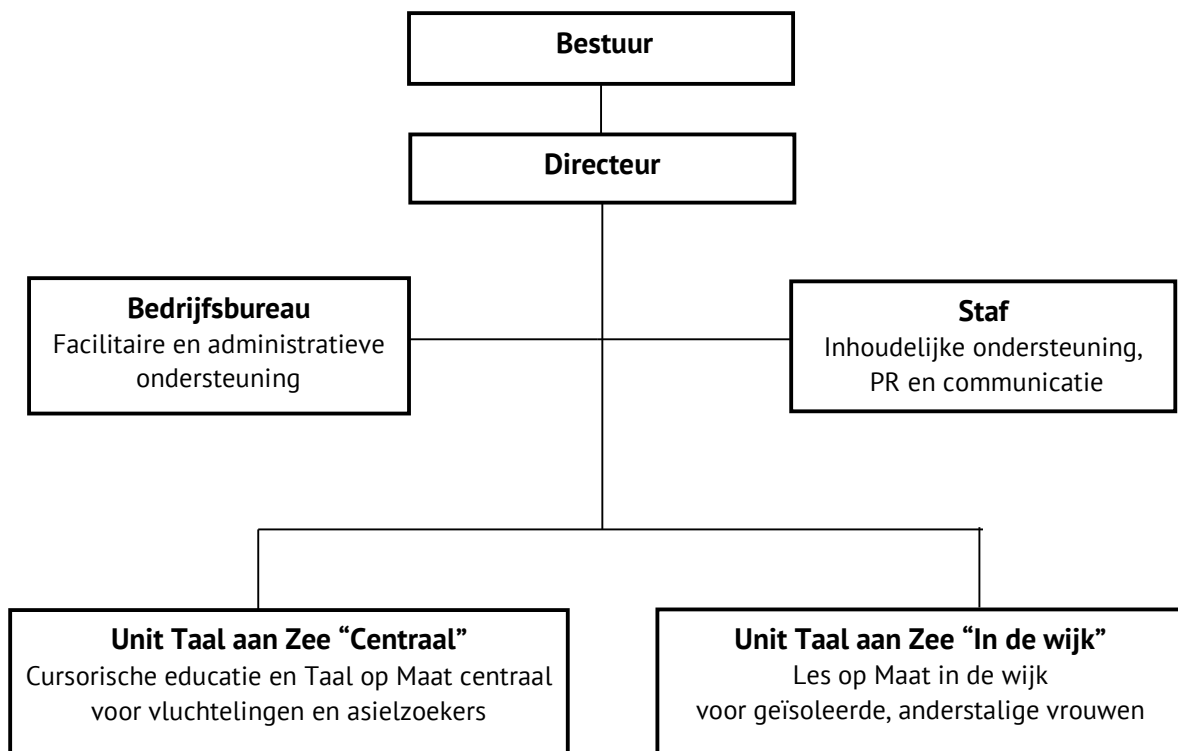 Bestuur
Directeur
Bedrijfsbureau
Facilitaire en administratieve
ondersteuning
Staf
Inhoudelijke ondersteuning,
PR en communicatie
Unit Taal aan Zee “Centraal”
Cursorische educatie en Taal op Maat centraal
voor vluchtelingen en asielzoekers
Unit Taal aan Zee “In de wijk”
Les op Maat in de wijk
voor geïsoleerde, anderstalige vrouwen